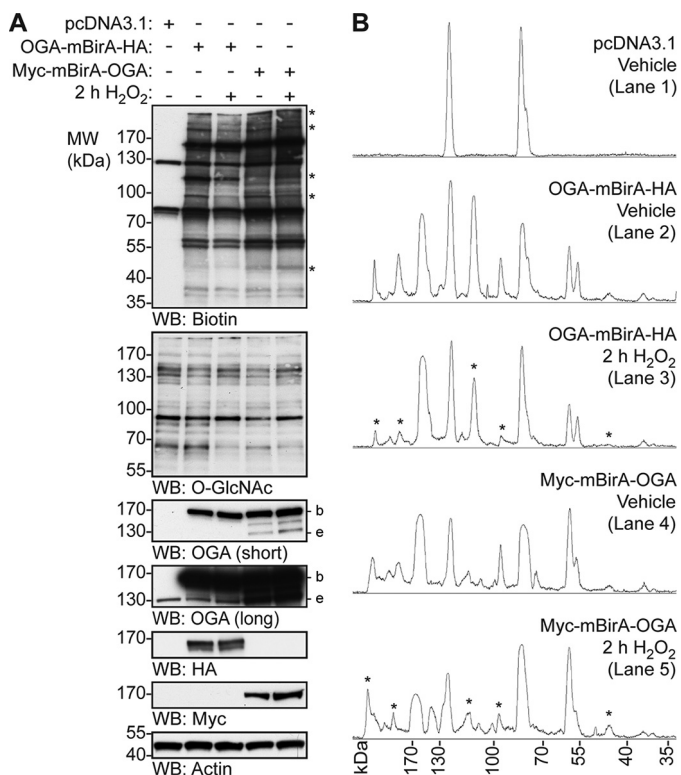 A
pcDNA3.1: + - - - -
OGA-mBirA-HA: - + + - -
Myc-mBirA-OGA: - - - + +
2 h H₂O₂: - - + - +
MW
(kDa)
170
130
100
70
55
40
35
*
*
*
*
*
WB: Biotin
170
130
100
70
55
WB: O-GlcNAc
170
130
b
e
WB: OGA (short)
170
130
b
e
WB: OGA (long)
170
WB: HA
170
WB: Myc
55
40
WB: Actin
B
pcDNA3.1
Vehicle
(Lane 1)
OGA-mBirA-HA
Vehicle
(Lane 2)
OGA-mBirA-HA
2 h H₂O₂
(Lane 3)
* * * * *
Myc-mBirA-OGA
Vehicle
(Lane 4)
Myc-mBirA-OGA
2 h H₂O₂
(Lane 5)
* * * * *
kDa 170 130 100 70 55 40 35